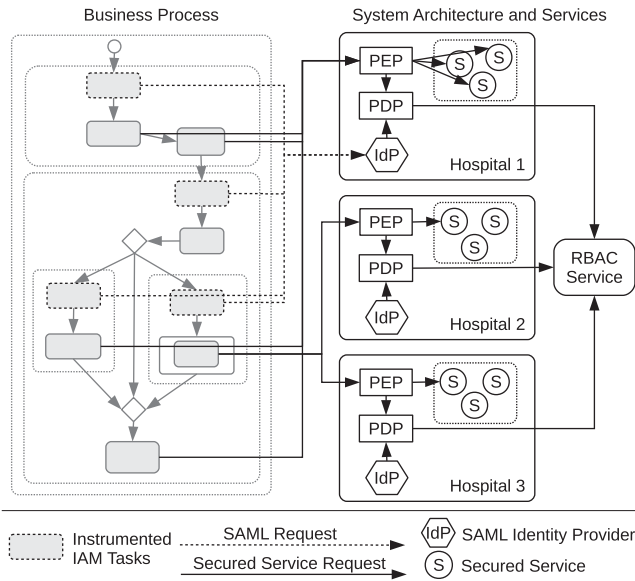 Business Process
System Architecture and Services
PEP
S
S
S
PDP
IdP
Hospital 1
PEP
S
S
S
PDP
IdP
Hospital 2
RBAC
Service
PEP
S
S
S
PDP
IdP
Hospital 3
Instrumented
IAM Tasks
SAML Request
Secured Service Request
IdP
SAML Identity Provider
S
Secured Service